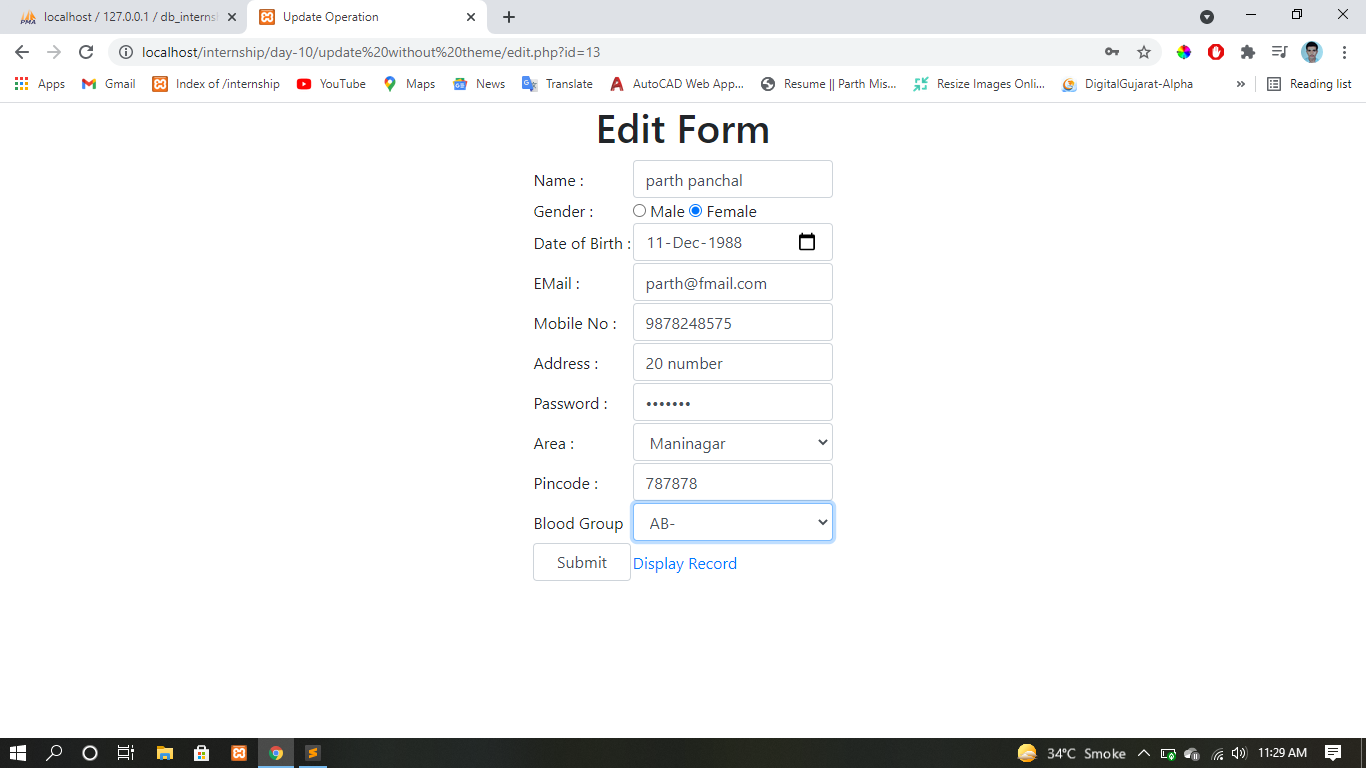 localhost / 127.0.0.1 / db_interns
Update Operation
localhost/internship/day-10/update%20without%20theme/edit.php?id=13
Apps Gmail Index of /internship YouTube Maps News Translate AutoCAD Web App... Resume || Parth Mis... Resize Images Onli... DigitalGujarat-Alpha » Reading list
Edit Form
Name : parth panchal
Gender : Male Female
Date of Birth : 11-Dec-1988
EMail : parth@fmail.com
Mobile No : 9878248575
Address : 20 number
Password : •••••••
Area : Maninagar
Pincode : 787878
Blood Group AB-
Submit Display Record
34°C Smoke 11:29 AM